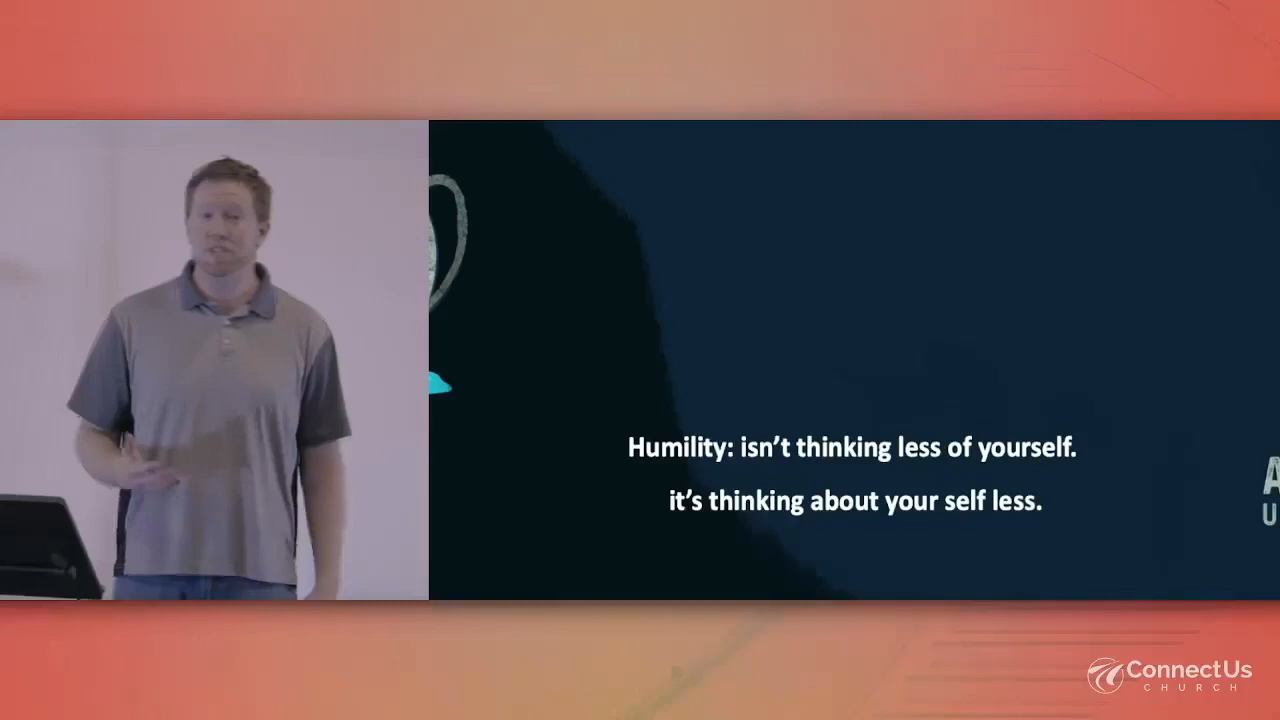 Humility: isn’t thinking less of yourself.
it’s thinking about your self less.
A
U
ConnectUs
CHURCH